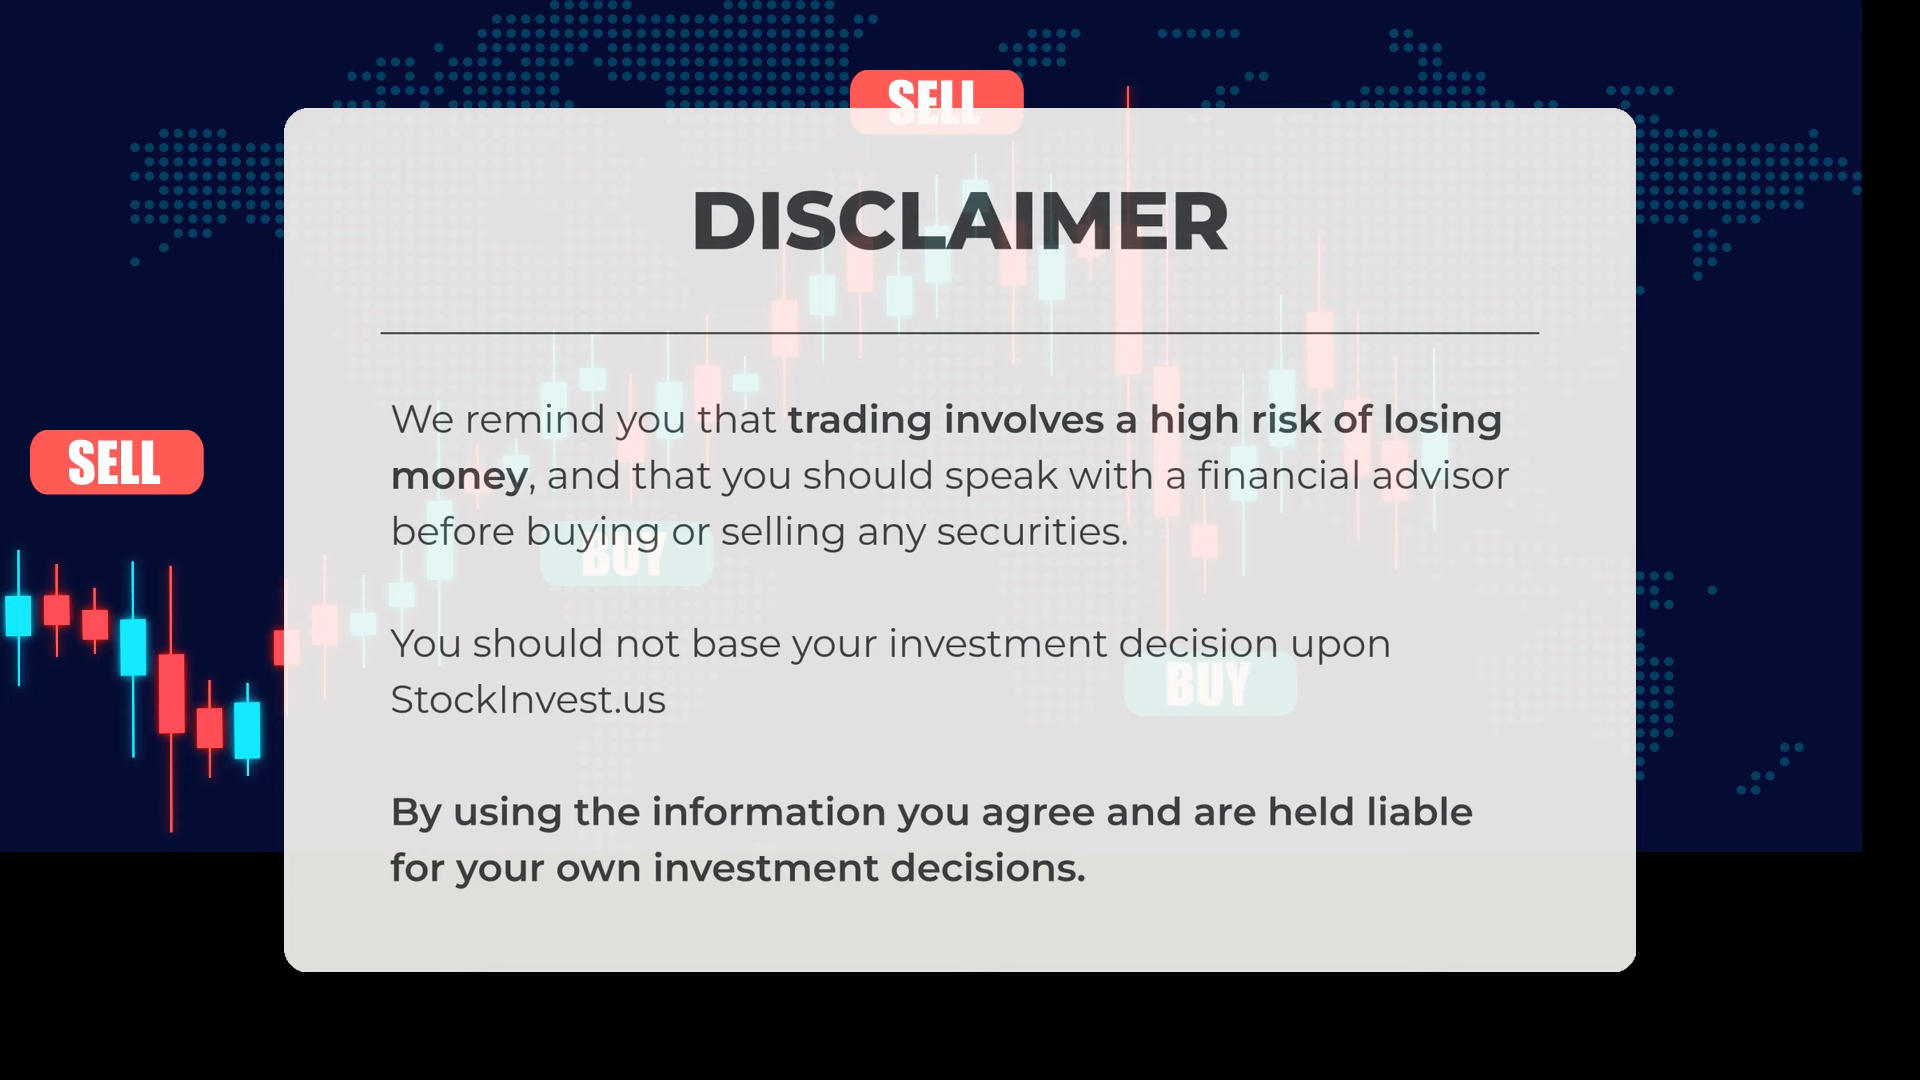 SELL
DISCLAIMER
We remind you that trading involves a high risk of losing
money, and that you should speak with a financial advisor
before buying or selling any securities.
SELL
BUY
You should not base your investment decision upon
StockInvest.us
BUY
By using the information you agree and are held liable
for your own investment decisions.